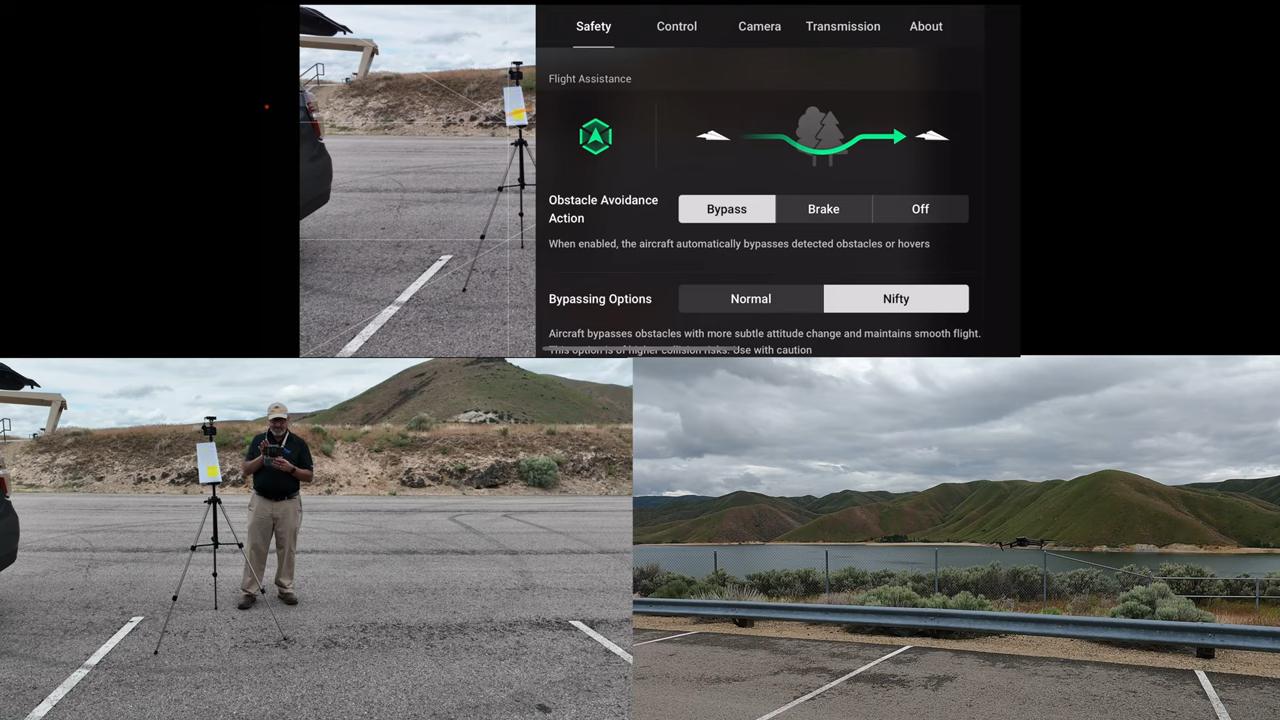 Safety
Control
Camera
Transmission
About
Flight Assistance
Obstacle Avoidance
Action
Bypass
Brake
Off
When enabled, the aircraft automatically bypasses detected obstacles or hovers
Bypassing Options
Normal
Nifty
Aircraft bypasses obstacles with more subtle attitude change and maintains smooth flight.
This option is of higher collision risks. Use with caution